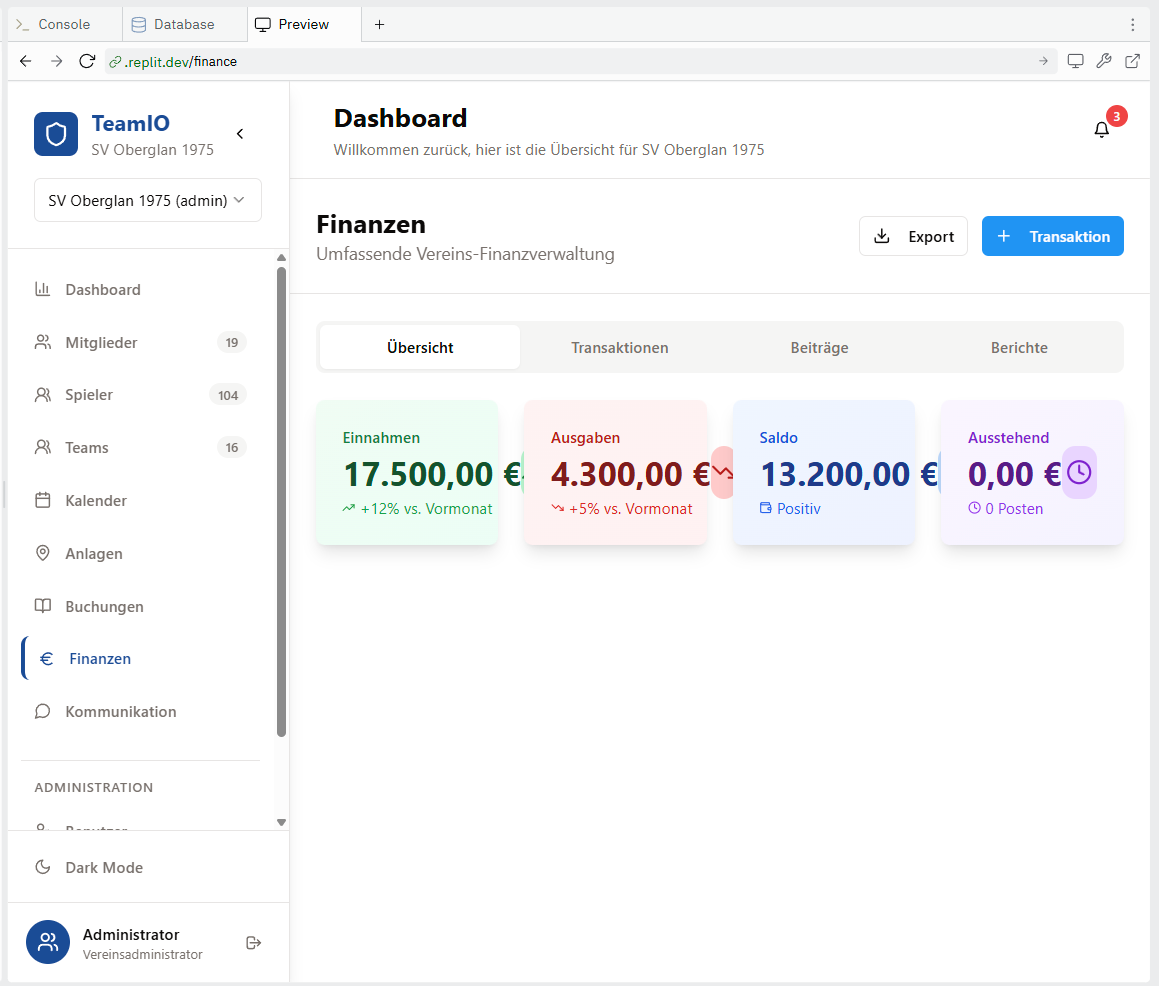 Console
Database
Preview
.replit.dev/finance
TeamIO
SV Oberglan 1975
SV Oberglan 1975 (admin)
Dashboard
Mitglieder 19
Spieler 104
Teams 16
Kalender
Anlagen
Buchungen
€ Finanzen
Kommunikation
ADMINISTRATION
Benutzer
Dark Mode
Administrator
Vereinsadministrator
Dashboard
Willkommen zurück, hier ist die Übersicht für SV Oberglan 1975
3
Finanzen
Umfassende Vereins-Finanzverwaltung
Export
Transaktion
Übersicht
Transaktionen
Beiträge
Berichte
Einnahmen
17.500,00 €
+12% vs. Vormonat
Ausgaben
4.300,00 €
+5% vs. Vormonat
Saldo
13.200,00 €
Positiv
Ausstehend
0,00 €
0 Posten